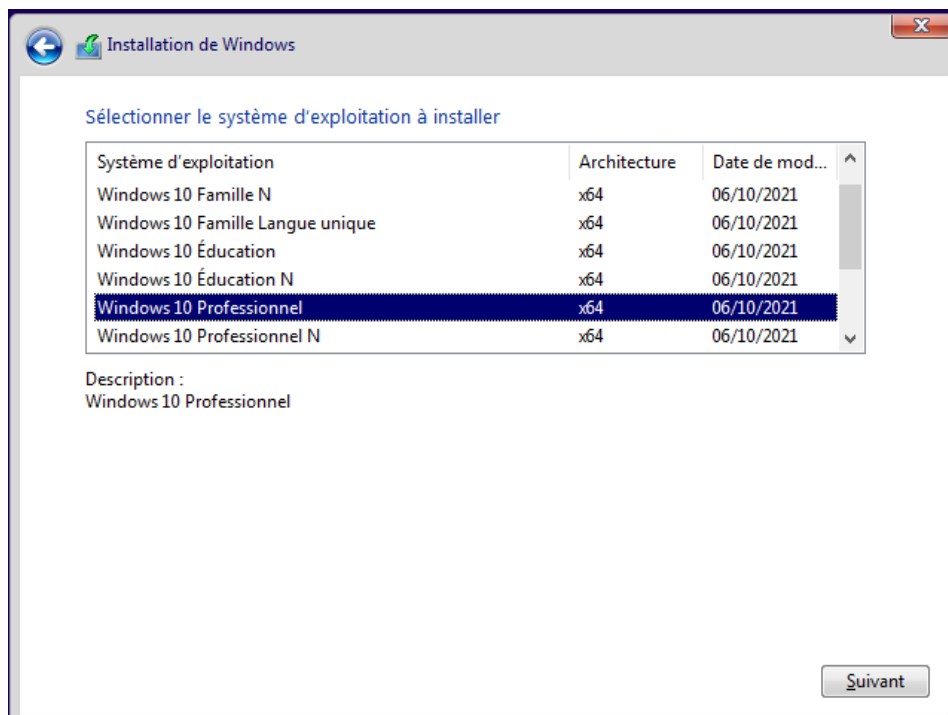 Installation de Windows
Sélectionner le système d'exploitation à installer
Système d'exploitation Architecture Date de mod...
Windows 10 Famille N x64 06/10/2021
Windows 10 Famille Langue unique x64 06/10/2021
Windows 10 Éducation x64 06/10/2021
Windows 10 Éducation N x64 06/10/2021
Windows 10 Professionnel x64 06/10/2021
Windows 10 Professionnel N x64 06/10/2021
Description :
Windows 10 Professionnel
Suivant